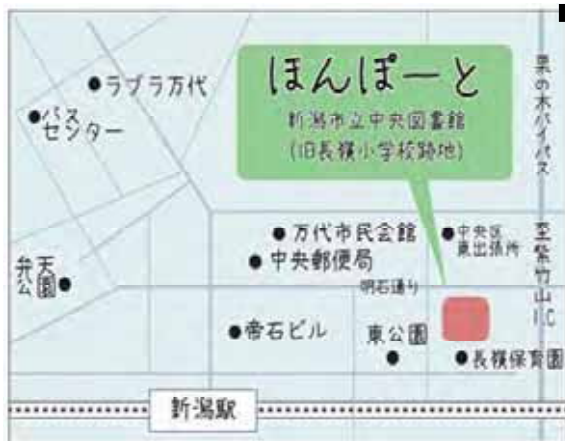 ほんぽーと
新潟市立中央図書館
(旧長嶺小学校跡地)
ラブラ万代
バス
センター
栗の木バイパス
至紫竹山I.C
万代市民会館
中央区
東出張所
中央郵便局
明石通り
弁天
公園
帝石ビル
東公園
長嶺保育園
新潟駅